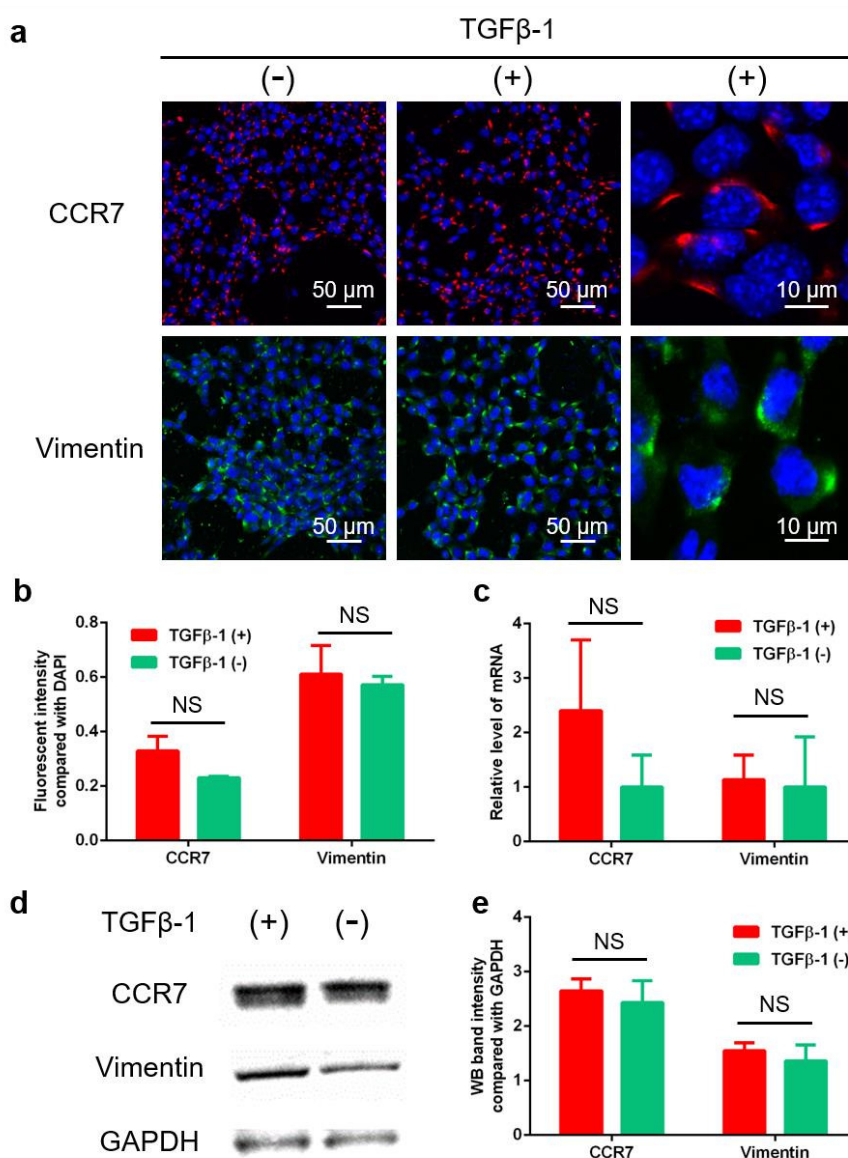 a
TGFβ-1
(-) (+) (+)
CCR7
50 μm 50 μm 10 μm
Vimentin
50 μm 50 μm 10 μm
b
Fluorescent intensity
compared with DAPI
0.8
0.6
0.4
0.2
0.0
TGFβ-1 (+)
TGFβ-1 (-)
NS
NS
CCR7 Vimentin
c
Relative level of mRNA
4
3
2
1
0
NS
TGFβ-1 (+)
TGFβ-1 (-)
NS
CCR7 Vimentin
d
TGFβ-1 (+) (-)
CCR7
Vimentin
GAPDH
e
WB band intensity
compared with GAPDH
4
3
2
1
0
TGFβ-1 (+
TGFβ-1 (-)
NS
NS
CCR7 Vimentin